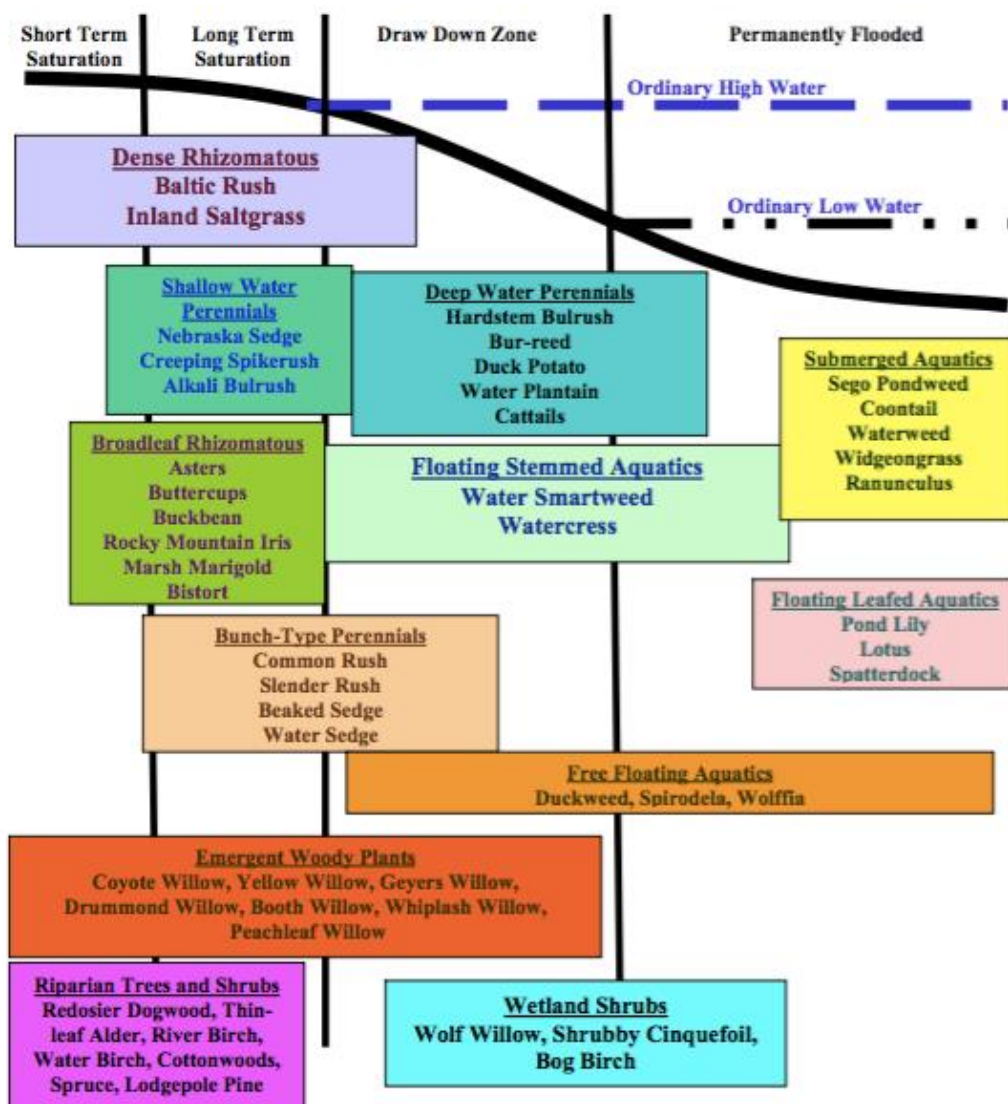 Short Term
Saturation
Long Term
Saturation
Draw Down Zone
Permanently Flooded
Ordinary High Water
Ordinary Low Water
Dense Rhizomatous
Baltic Rush
Inland Saltgrass
Shallow Water
Perennials
Nebraska Sedge
Creeping Spikerush
Alkali Bulrush
Deep Water Perennials
Hardstem Bulrush
Bur-reed
Duck Potato
Water Plantain
Cattails
Submerged Aquatics
Sego Pondweed
Coontail
Waterweed
Widgeongrass
Ranunculus
Broadleaf Rhizomatous
Asters
Buttercups
Buckbean
Rocky Mountain Iris
Marsh Marigold
Bistort
Floating Stemmed Aquatics
Water Smartweed
Watercress
Floating Leafed Aquatics
Pond Lily
Lotus
Spatterdock
Bunch-Type Perennials
Common Rush
Slender Rush
Beaked Sedge
Water Sedge
Free Floating Aquatics
Duckweed, Spirodela, Wolffia
Emergent Woody Plants
Coyote Willow, Yellow Willow, Geyers Willow,
Drummond Willow, Booth Willow, Whiplash Willow,
Peachleaf Willow
Riparian Trees and Shrubs
Redosier Dogwood, Thin-
leaf Alder, River Birch,
Water Birch, Cottonwoods,
Spruce, Lodgepole Pine
Wetland Shrubs
Wolf Willow, Shrubby Cinquefoil,
Bog Birch